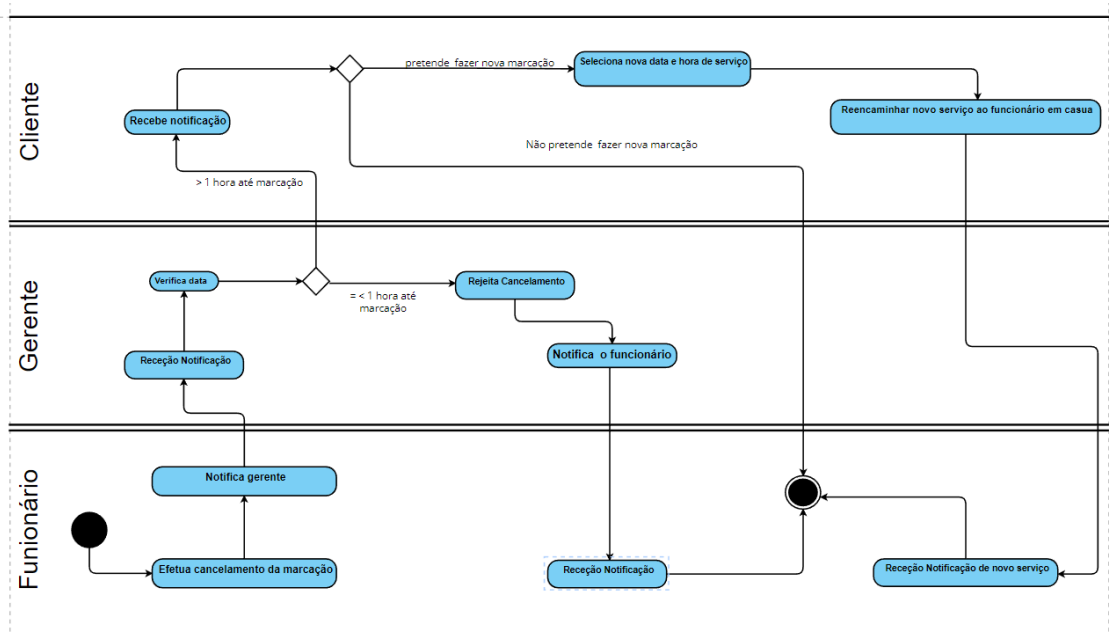 Cliente
pretende fazer nova marcação
Seleciona nova data e hora de serviço
Recebe notificação
Reencaminhar novo serviço ao funcionário em casua
Não pretende fazer nova marcação
> 1 hora até marcação
Gerente
Verifica data
Rejeita Cancelamento
= < 1 hora até
marcação
Receção Notificação
Notifica o funcionário
Funionário
Notifica gerente
Efetua cancelamento da marcação
Receção Notificação
Receção Notificação de novo serviço